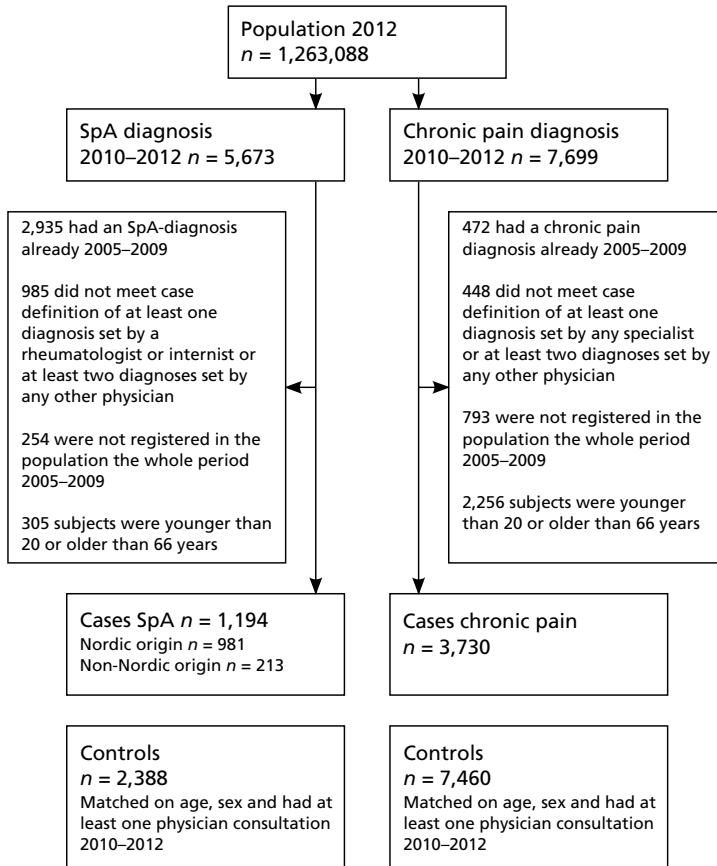 Population 2012
n = 1,263,088
SpA diagnosis
2010–2012 n = 5,673
Chronic pain diagnosis
2010–2012 n = 7,699
2,935 had an SpA-diagnosis
already 2005–2009
985 did not meet case
definition of at least one
diagnosis set by a
rheumatologist or internist or
at least two diagnoses set by
any other physician
254 were not registered in the
population the whole period
2005–2009
305 subjects were younger than
20 or older than 66 years
472 had a chronic pain
diagnosis already 2005–2009
448 did not meet case
definition of at least one
diagnosis set by any specialist
or at least two diagnoses set by
any other physician
793 were not registered in the
population the whole period
2005–2009
2,256 subjects were younger
than 20 or older than 66 years
Cases SpA n = 1,194
Nordic origin n = 981
Non-Nordic origin n = 213
Cases chronic pain
n = 3,730
Controls
n = 2,388
Matched on age, sex and had at
least one physician consultation
2010–2012
Controls
n = 7,460
Matched on age, sex and had at
least one physician consultation
2010–2012